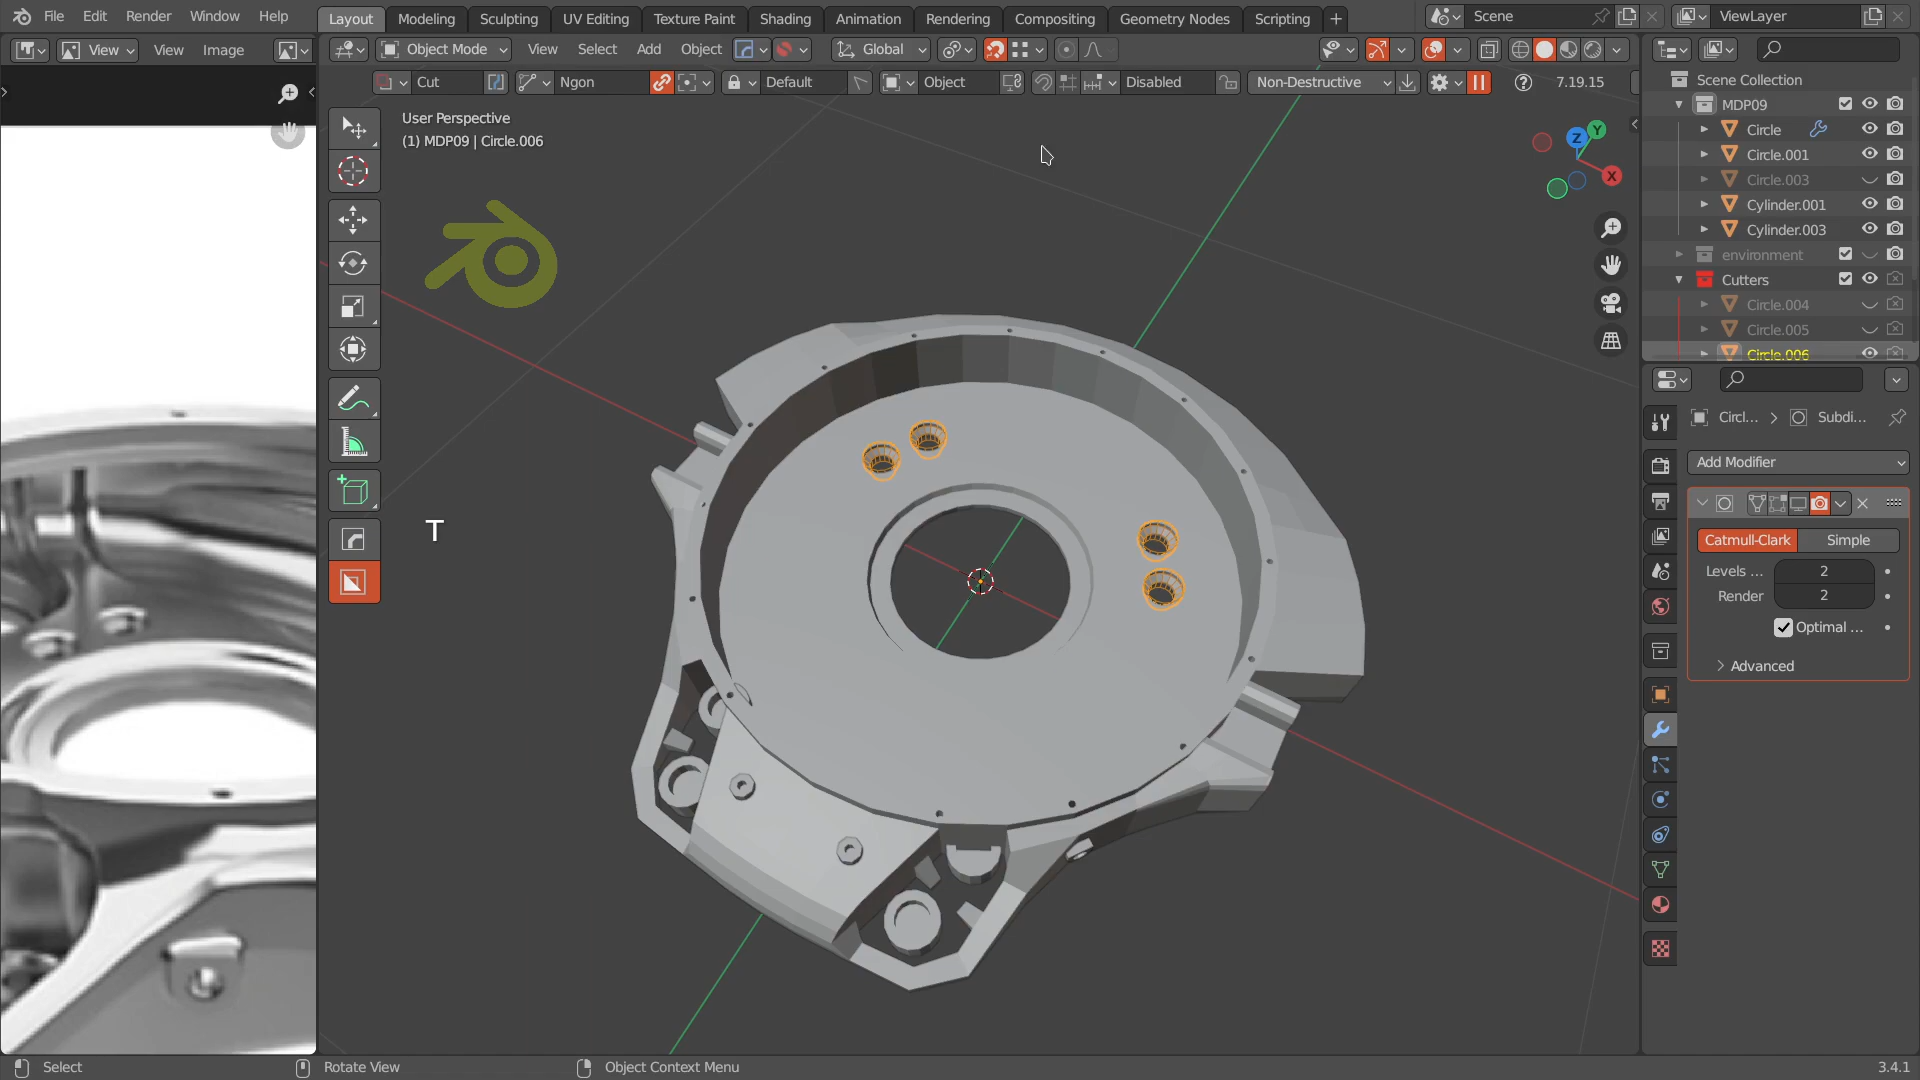 File Edit Render Window Help Layout Modeling Sculpting UV Editing Texture Paint Shading Animation Rendering Compositing Geometry Nodes Scripting + Scene ViewLayer
View View Image Object Mode View Select Add Object Global
Cut Ngon Default Object Disabled Non-Destructive 7.19.15
User Perspective
(1) MDP09 | Circle.006
T
Z
Y
X
Scene Collection
MDP09
Circle
Circle.001
Circle.003
Cylinder.001
Cylinder.003
environment
Cutters
Circle.004
Circle.005
Circle.006
Circl... > Subdi...
Add Modifier
Catmull-Clark Simple
Levels ... 2
Render 2
Optimal ...
Advanced
Select Rotate View Object Context Menu 3.4.1